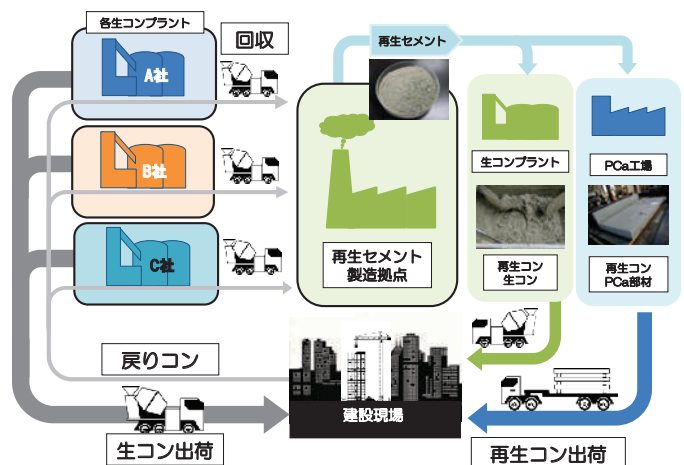 各生コンプラント
回収
再生セメント
A社
B社
C社
生コンプラント
PCa工場
再生セメント
製造拠点
再生コン
生コン
再生コン
PCa部材
戻りコン
建設現場
生コン出荷
再生コン出荷